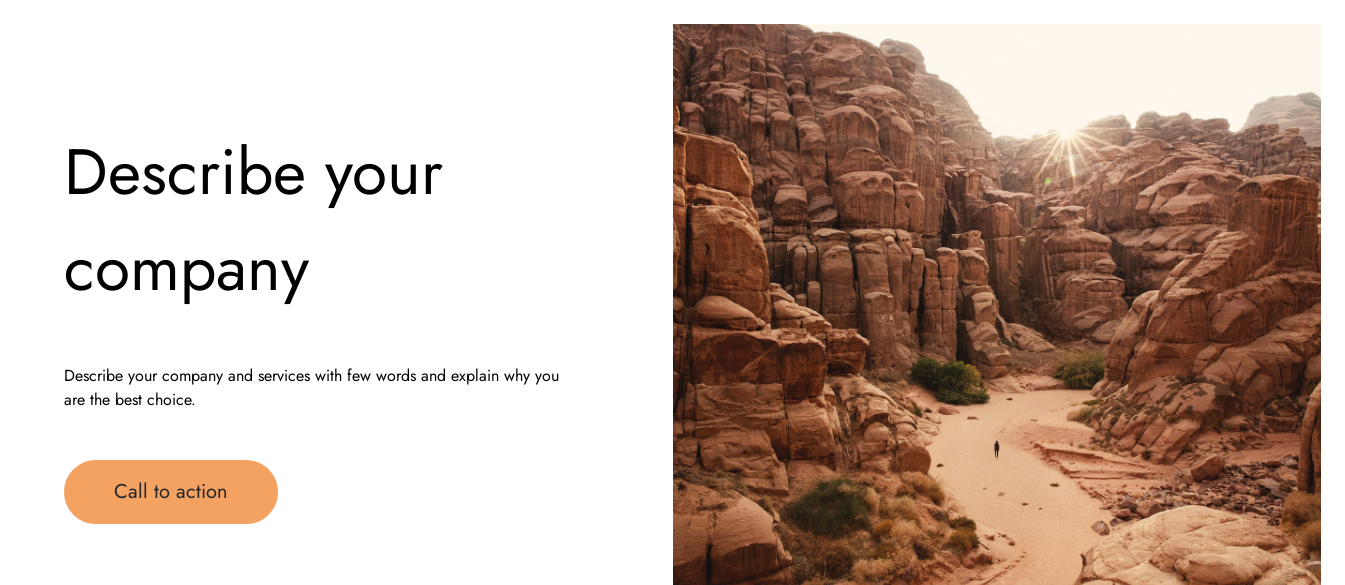 Describe your
company
Describe your company and services with few words and explain why you
are the best choice.
Call to action